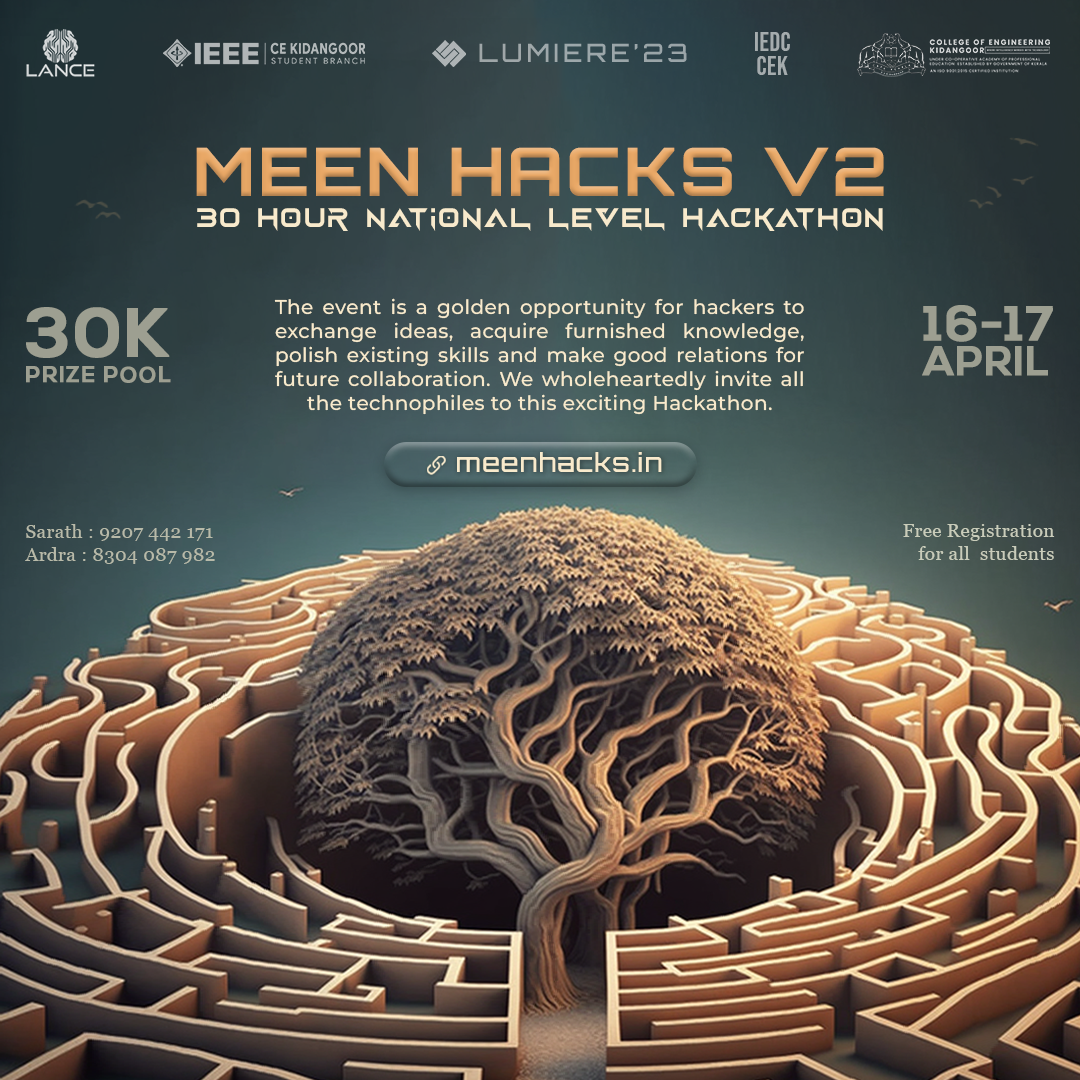 LANCE
IEEE
CE KIDANGOOR
STUDENT BRANCH
LUMIERE'23
IEDC
CEK
COLLEGE OF ENGINEERING
KIDANGOOR
UNDER CO-OPERATIVE ACADEMY OF PROFESSIONAL
EDUCATION, ESTABLISHED BY GOVERNMENT OF KERALA
AN ISO 9001:2015 CERTIFIED INSTITUTION
MEEN HACKS V2
30 HOUR NATIONAL LEVEL HACKATHON
30K
PRIZE POOL
The event is a golden opportunity for hackers to
exchange ideas, acquire furnished knowledge,
polish existing skills and make good relations for
future collaboration. We wholeheartedly invite all
the technophiles to this exciting Hackathon.
16-17
APRIL
meenhacks.in
Sarath : 9207 442 171
Ardra : 8304 087 982
Free Registration
for all students